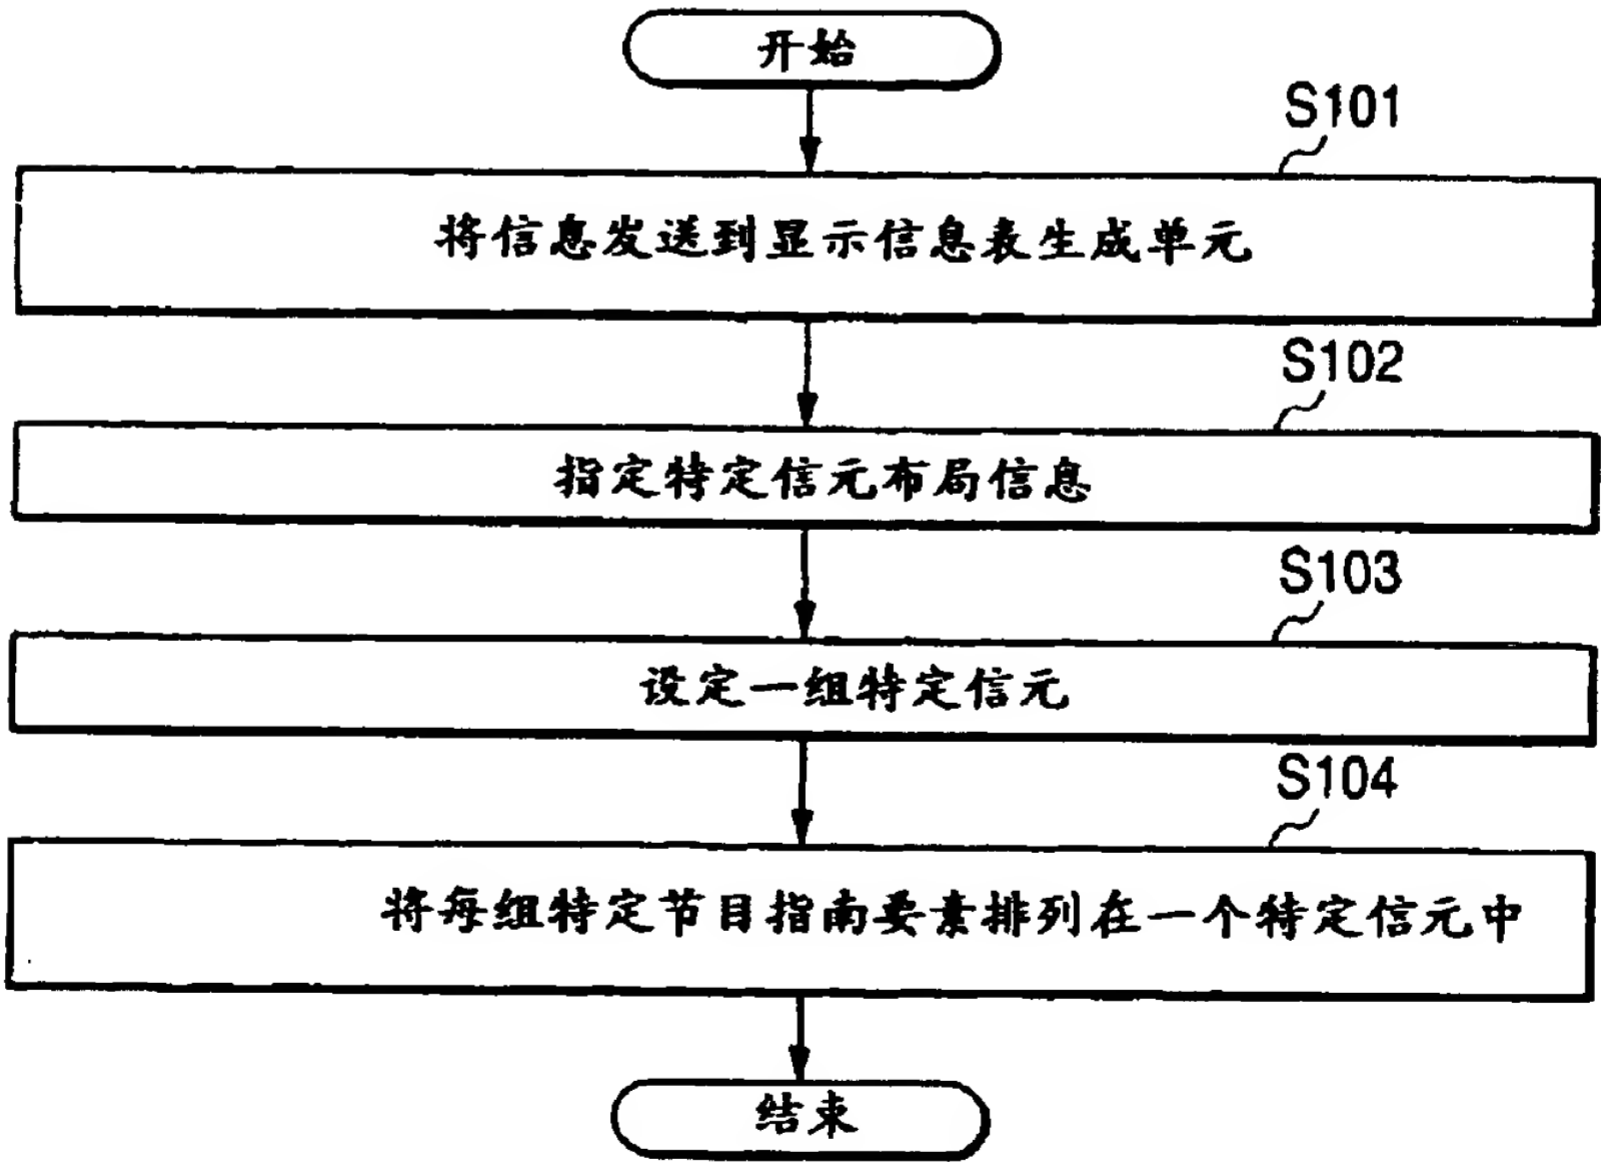 开始
S101
将信息发送到显示信息表生成单元
S102
指定特定信元布局信息
S103
设定一组特定信元
S104
将每组特定节目指南要素排列在一个特定信元中
结束